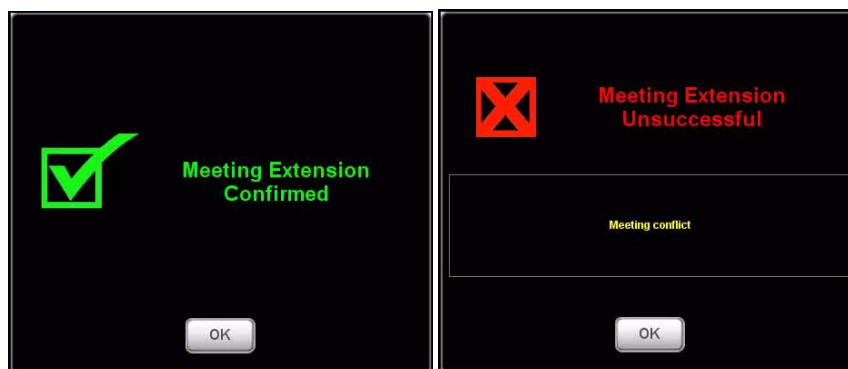 Meeting Extension
Confirmed
OK
Meeting Extension
Unsuccessful
Meeting conflict
OK